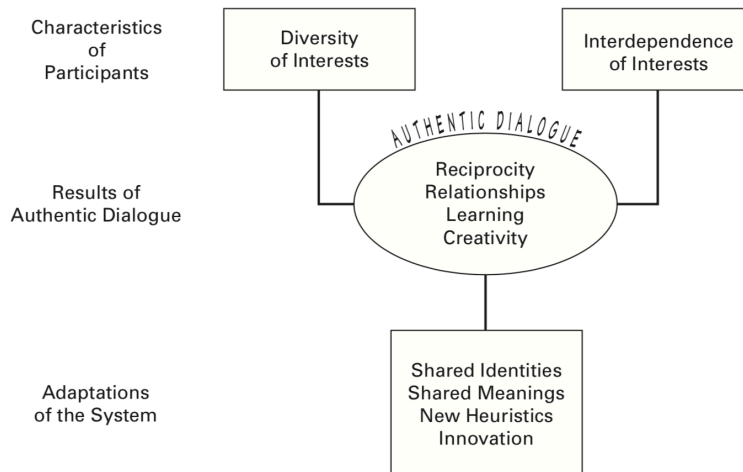 Characteristics
of
Participants
Diversity
of Interests
Interdependence
of Interests
AUTHENTIC DIALOGUE
Results of
Authentic Dialogue
Reciprocity
Relationships
Learning
Creativity
Adaptations
of the System
Shared Identities
Shared Meanings
New Heuristics
Innovation